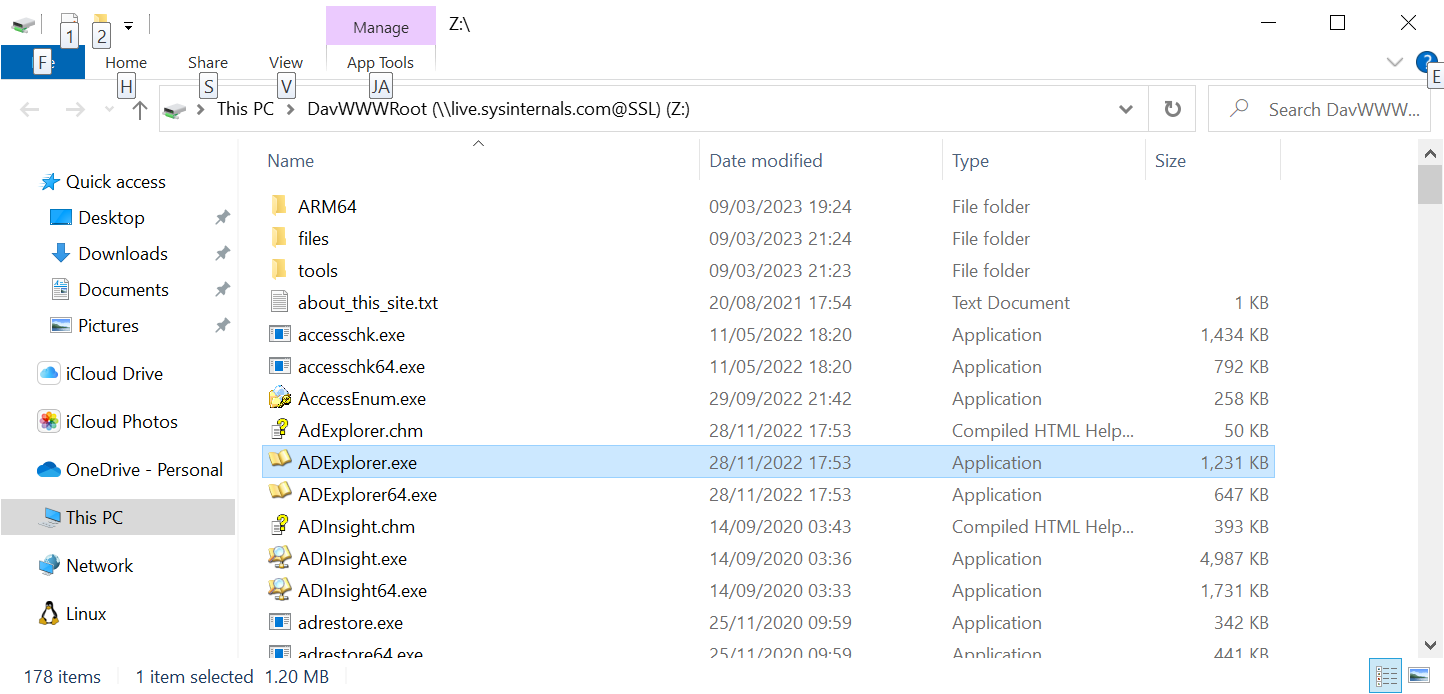 1 2 Manage Z:\
F Home Share View App Tools ?
H S V JA E
This PC DavWWWRoot (\\live.sysinternals.com@SSL) (Z:) Search DavWWW...
Name Date modified Type Size
Quick access
Desktop
Downloads
Documents
Pictures
iCloud Drive
iCloud Photos
OneDrive - Personal
This PC
Network
Linux
ARM64 09/03/2023 19:24 File folder
files 09/03/2023 21:24 File folder
tools 09/03/2023 21:23 File folder
about_this_site.txt 20/08/2021 17:54 Text Document 1 KB
accesschk.exe 11/05/2022 18:20 Application 1,434 KB
accesschk64.exe 11/05/2022 18:20 Application 792 KB
AccessEnum.exe 29/09/2022 21:42 Application 258 KB
AdExplorer.chm 28/11/2022 17:53 Compiled HTML Help... 50 KB
ADExplorer.exe 28/11/2022 17:53 Application 1,231 KB
ADExplorer64.exe 28/11/2022 17:53 Application 647 KB
ADInsight.chm 14/09/2020 03:43 Compiled HTML Help... 393 KB
ADInsight.exe 14/09/2020 03:36 Application 4,987 KB
ADInsight64.exe 14/09/2020 03:33 Application 1,731 KB
adrestore.exe 25/11/2020 09:59 Application 342 KB
adrestore64.exe 25/11/2020 09:59 Application 441 KB
178 items 1 item selected 1.20 MB